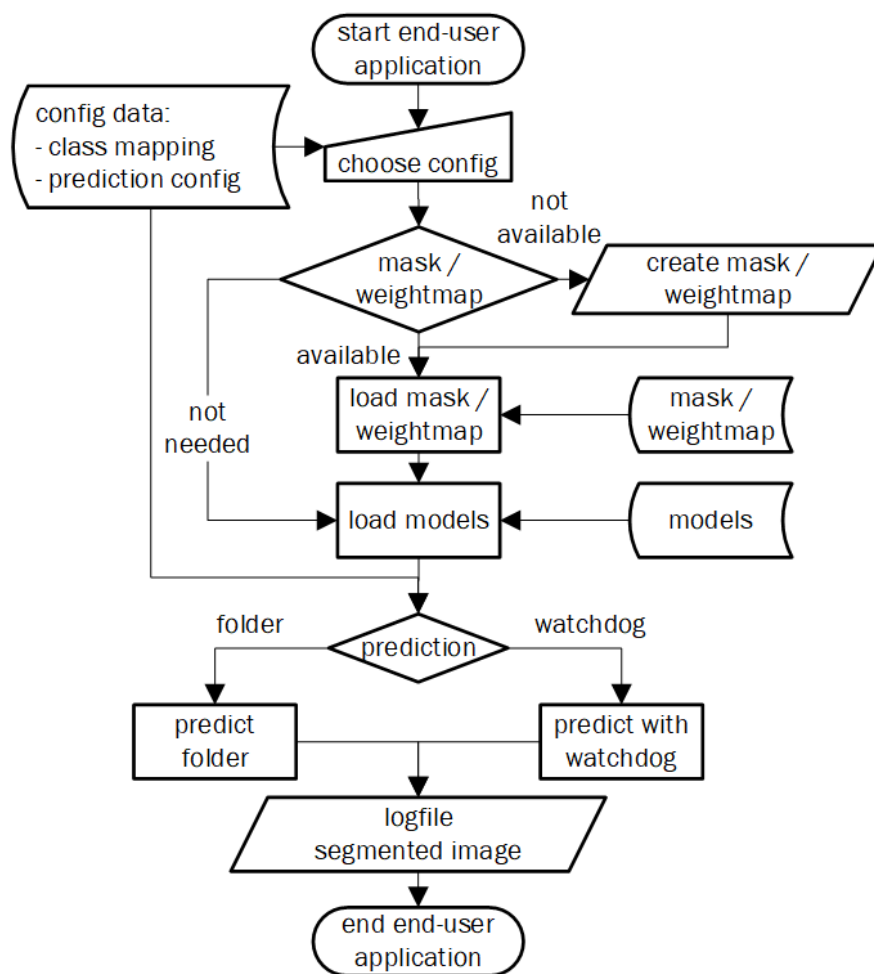 start end-user
application
config data:
- class mapping
- prediction config
choose config
not
available
mask /
weightmap
create mask /
weightmap
available
load mask /
weightmap
mask /
weightmap
not
needed
load models
models
folder
prediction
watchdog
predict
folder
predict with
watchdog
logfile
segmented image
end end-user
application